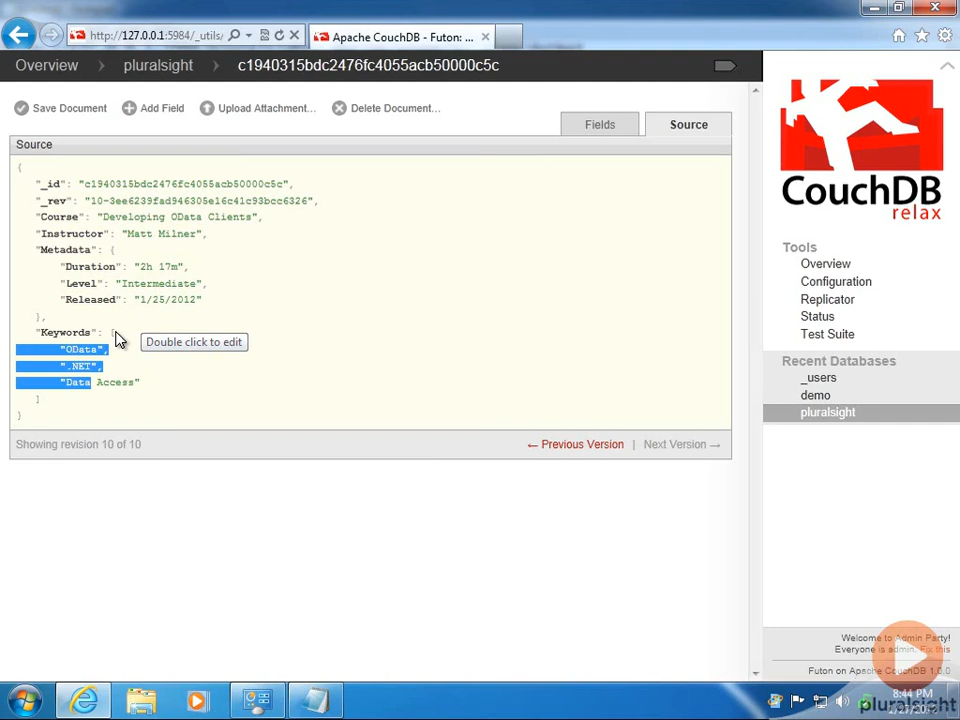 http://127.0.0.1:5984/_utils/
Apache CouchDB - Futon: ...
Overview
pluralsight
c1940315bdc2476fc4055acb50000c5c
Save Document
Add Field
Upload Attachment...
Delete Document...
Fields
Source
Source
{
"_id": "c1940315bdc2476fc4055acb50000c5c",
"_rev": "10-3ee6239fad946305e16c41c93bcc6326",
"Course": "Developing OData Clients",
"Instructor": "Matt Milner",
"Metadata": {
"Duration": "2h 17m",
"Level": "Intermediate",
"Released": "1/25/2012"
},
"Keywords": [
"OData",
".NET",
"Data Access"
]
}
Double click to edit
Showing revision 10 of 10
← Previous Version | Next Version →
CouchDB
relax
Tools
Overview
Configuration
Replicator
Status
Test Suite
Recent Databases
_users
demo
pluralsight
Welcome to Admin Party!
Everyone is admin. Fix this
Futon on Apache CouchDB 1.0.0
8:44 PM
pluralsight